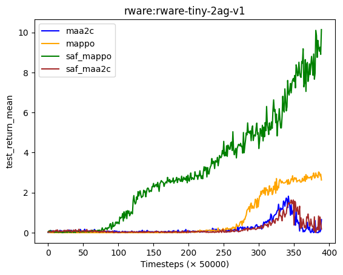 rware:rware-tiny-2ag-v1
maa2c
mappo
saf_mappo
saf_maa2c
test_return_mean
10
8
6
4
2
0
0 50 100 150 200 250 300 350 400
Timesteps (× 50000)